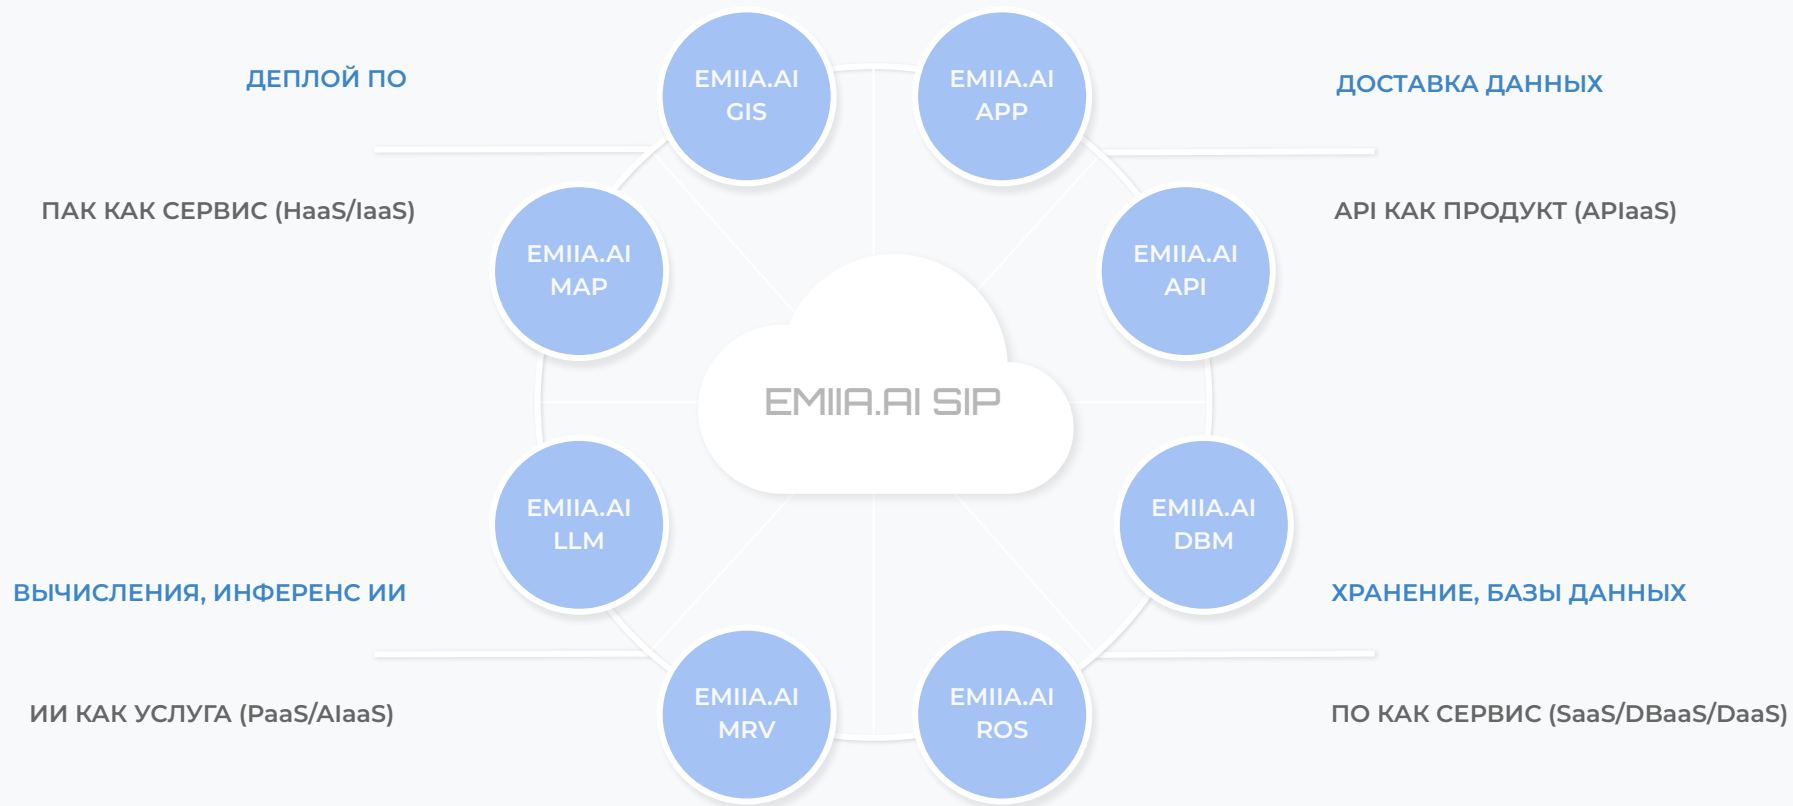 ДЕПЛОЙ ПО
ПАК КАК СЕРВИС (HaaS/IaaS)
EMIIA.AI
GIS
EMIIA.AI
APP
ДОСТАВКА ДАННЫХ
API КАК ПРОДУКТ (APIaaS)
EMIIA.AI
MAP
EMIIA.AI
API
EMIIA.AI SIP
EMIIA.AI
LLM
EMIIA.AI
DBM
ВЫЧИСЛЕНИЯ, ИНФЕРЕНС ИИ
ИИ КАК УСЛУГА (PaaS/AIaaS)
EMIIA.AI
MRV
EMIIA.AI
ROS
ХРАНЕНИЕ, БАЗЫ ДАННЫХ
ПО КАК СЕРВИС (SaaS/DBaaS/DaaS)